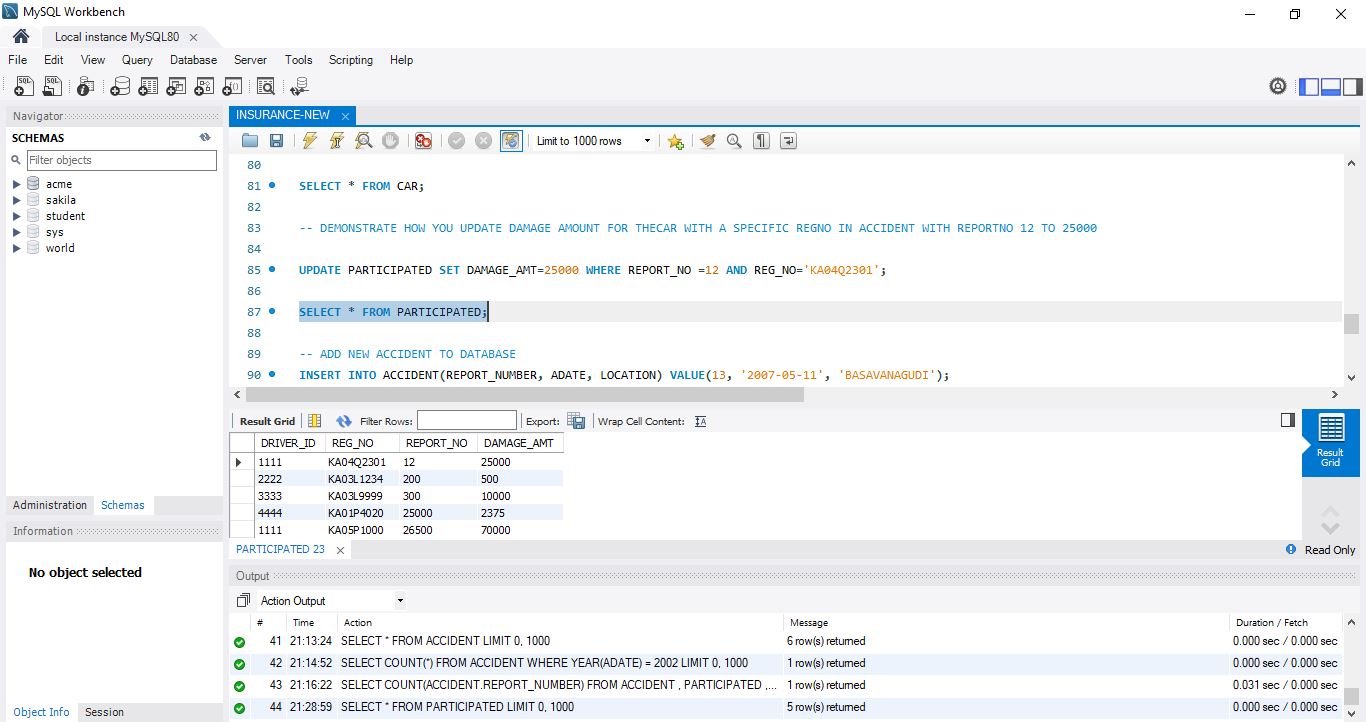 MySQL Workbench
Local instance MySQL80
File Edit View Query Database Server Tools Scripting Help
Navigator
SCHEMAS
Filter objects
acme
sakila
student
sys
world
Administration Schemas
Information
No object selected
Object Info Session
INSURANCE-NEW
Limit to 1000 rows
80
81 SELECT * FROM CAR;
82
83 -- DEMONSTRATE HOW YOU UPDATE DAMAGE AMOUNT FOR THECAR WITH A SPECIFIC REGNO IN ACCIDENT WITH REPORTNO 12 TO 25000
84
85 UPDATE PARTICIPATED SET DAMAGE_AMT=25000 WHERE REPORT_NO =12 AND REG_NO='KA04Q2301';
86
87 SELECT * FROM PARTICIPATED;
88
89 -- ADD NEW ACCIDENT TO DATABASE
90 INSERT INTO ACCIDENT(REPORT_NUMBER, ADATE, LOCATION) VALUE(13, '2007-05-11', 'BASAVANAGUDI');
Result Grid Filter Rows: Export: Wrap Cell Content:
DRIVER_ID REG_NO REPORT_NO DAMAGE_AMT
1111 KA04Q2301 12 25000
2222 KA03L1234 200 500
3333 KA03L9999 300 10000
4444 KA01P4020 25000 2375
1111 KA05P1000 26500 70000
Result
Grid
PARTICIPATED 23
Read Only
Output
Action Output
# Time Action Message Duration / Fetch
41 21:13:24 SELECT * FROM ACCIDENT LIMIT 0, 1000 6 row(s) returned 0.000 sec / 0.000 sec
42 21:14:52 SELECT COUNT(*) FROM ACCIDENT WHERE YEAR(ADATE) = 2002 LIMIT 0, 1000 1 row(s) returned 0.000 sec / 0.000 sec
43 21:16:22 SELECT COUNT(ACCIDENT.REPORT_NUMBER) FROM ACCIDENT , PARTICIPATED ,... 1 row(s) returned 0.031 sec / 0.000 sec
44 21:28:59 SELECT * FROM PARTICIPATED LIMIT 0, 1000 5 row(s) returned 0.000 sec / 0.000 sec